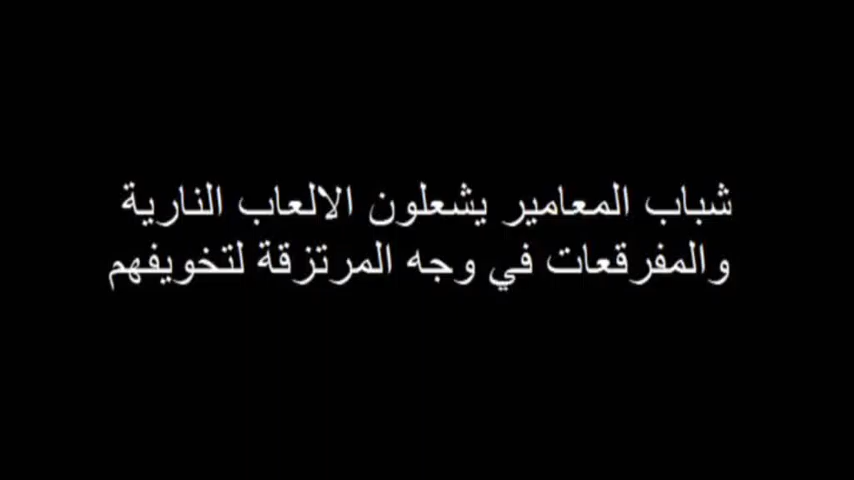 شباب المعامير يشعلون الالعاب النارية
والمفرقعات في وجه المرتزقة لتخويفهم